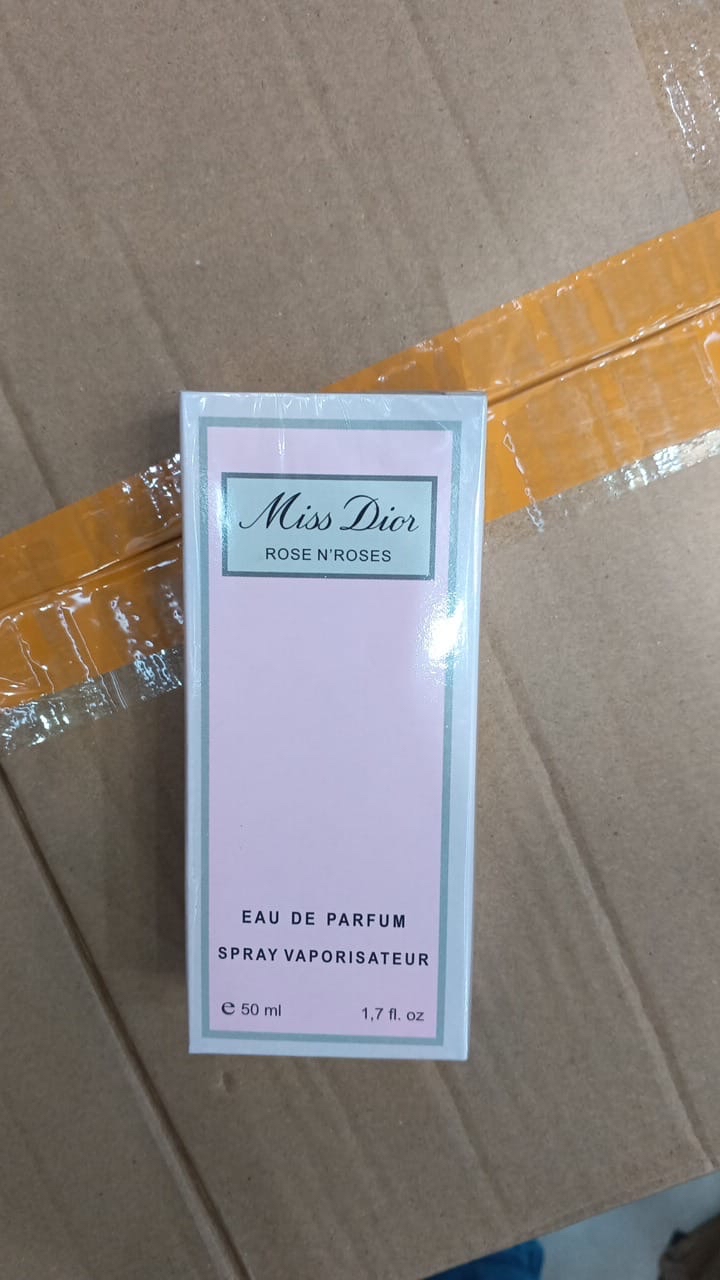 Miss Dior
ROSE N'ROSES
EAU DE PARFUM
SPRAY VAPORISATEUR
e 50 ml 1,7 fl. oz